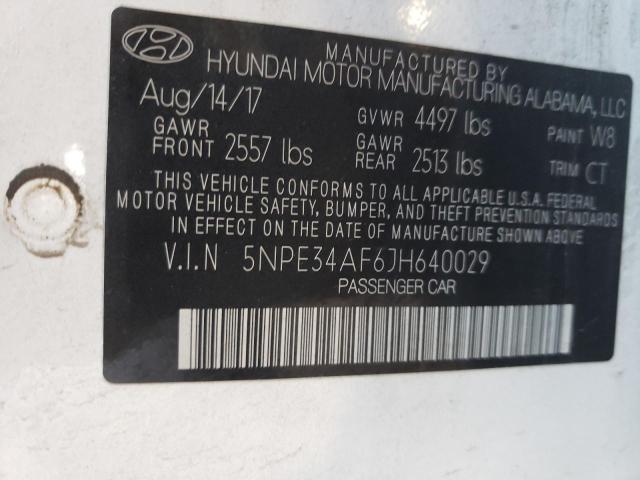 MANUFACTURED BY
HYUNDAI MOTOR MANUFACTURING ALABAMA, LLC
Aug/14/17 GVWR 4497 lbs PAINT W8
GAWR FRONT 2557 lbs GAWR REAR 2513 lbs TRIM CT
THIS VEHICLE CONFORMS TO ALL APPLICABLE U.S.A. FEDERAL
MOTOR VEHICLE SAFETY, BUMPER, AND THEFT PREVENTION STANDARDS
IN EFFECT ON THE DATE OF MANUFACTURE SHOWN ABOVE.
V.I.N 5NPE34AF6JH640029
PASSENGER CAR